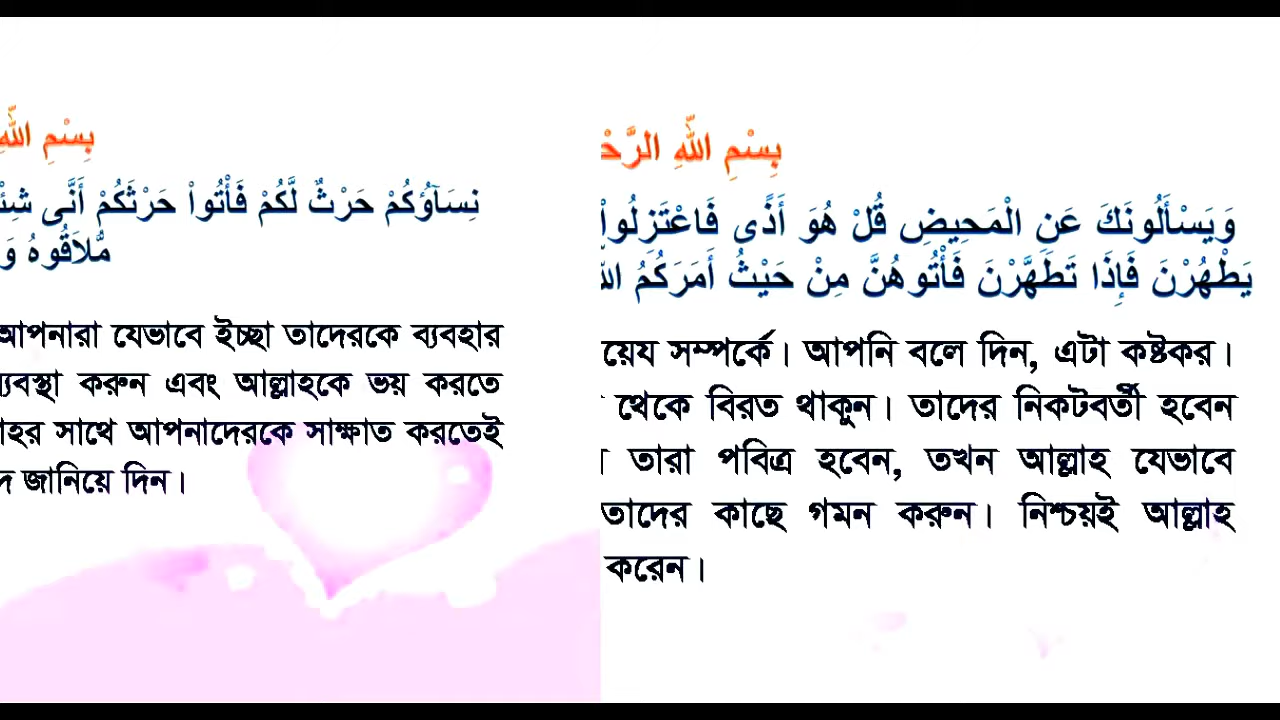 بِسْمِ اللّهِ
نِسَآؤُكُمْ حَرْثٌ لَّكُمْ فَأْتُواْ حَرْثَكُمْ أَنَّى
مُّلاَقُوهُ وَ
আপনারা যেভাবে ইচ্ছা তাদেরকে ব্যবহার
ব্যবস্থা করুন এবং আল্লাহকে ভয় করতে
াহর সাথে আপনাদেরকে সাক্ষাত করতেই
জানিয়ে দিন।
بِسْمِ اللّهِ الرَّحْ
وَيَسْأَلُونَكَ عَنِ الْمَحِيضِ قُلْ هُوَ أَذًى فَاعْتَزِلُواْ
يَطْهُرْنَ فَإِذَا تَطَهَّرْنَ فَأْتُوهُنَّ مِنْ حَيْثُ أَمَرَكُمُ
য়েয সম্পর্কে। আপনি বলে দিন, এটা কষ্টকর।
থেকে বিরত থাকুন। তাদের নিকটবর্তী হবেন
তারা পবিত্র হবেন, তখন আল্লাহ যেভাবে
তাদের কাছে গমন করুন। নিশ্চয়ই আল্লাহ
করেন।